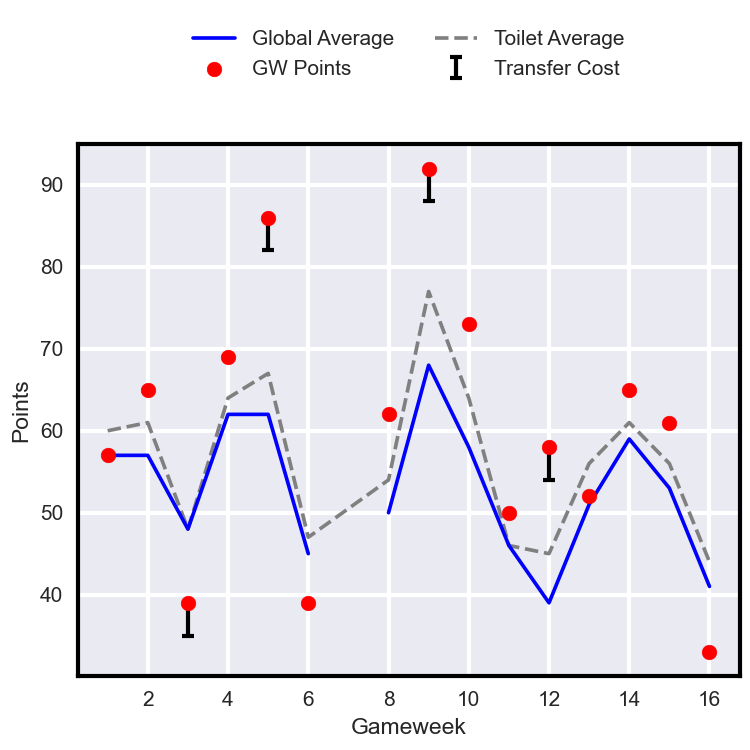 Global Average
Toilet Average
GW Points
Transfer Cost
90
80
70
60
50
40
Points
2 4 6 8 10 12 14 16
Gameweek